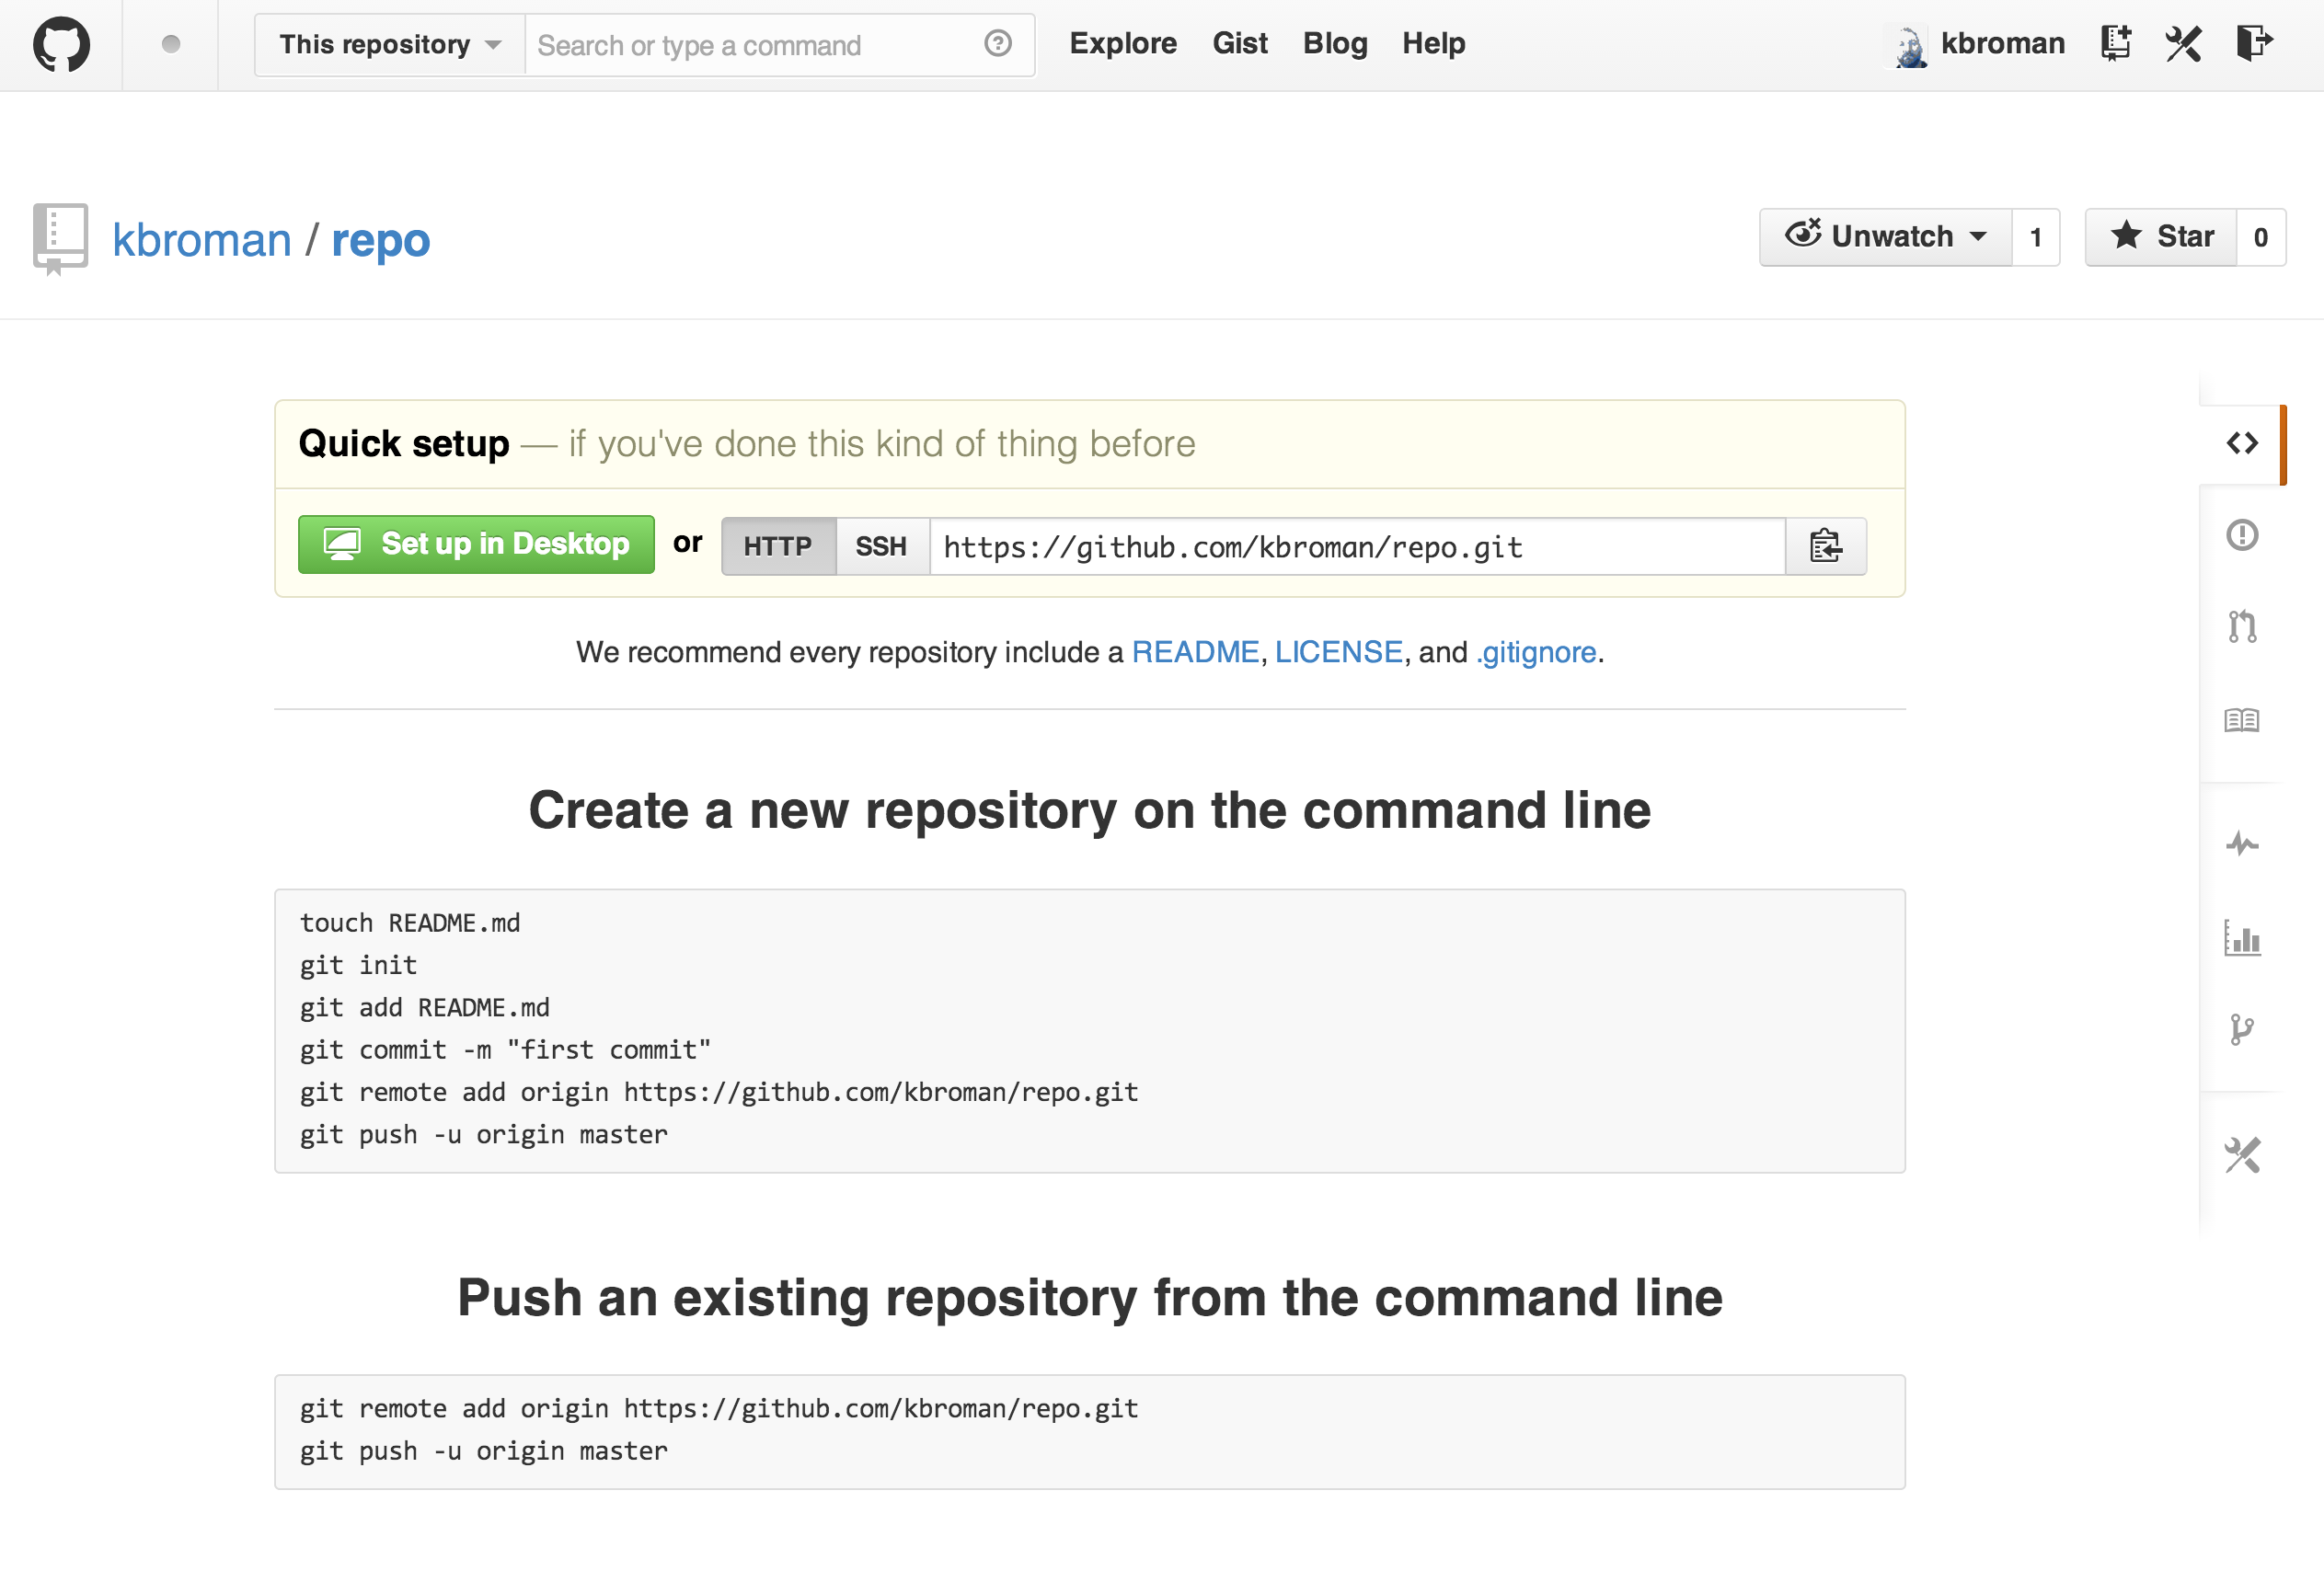 This repository Search or type a command Explore Gist Blog Help kbroman
kbroman / repo Unwatch 1 Star 0
Quick setup — if you've done this kind of thing before
Set up in Desktop or HTTP SSH https://github.com/kbroman/repo.git
We recommend every repository include a README, LICENSE, and .gitignore.
Create a new repository on the command line
touch README.md
git init
git add README.md
git commit -m "first commit"
git remote add origin https://github.com/kbroman/repo.git
git push -u origin master
Push an existing repository from the command line
git remote add origin https://github.com/kbroman/repo.git
git push -u origin master